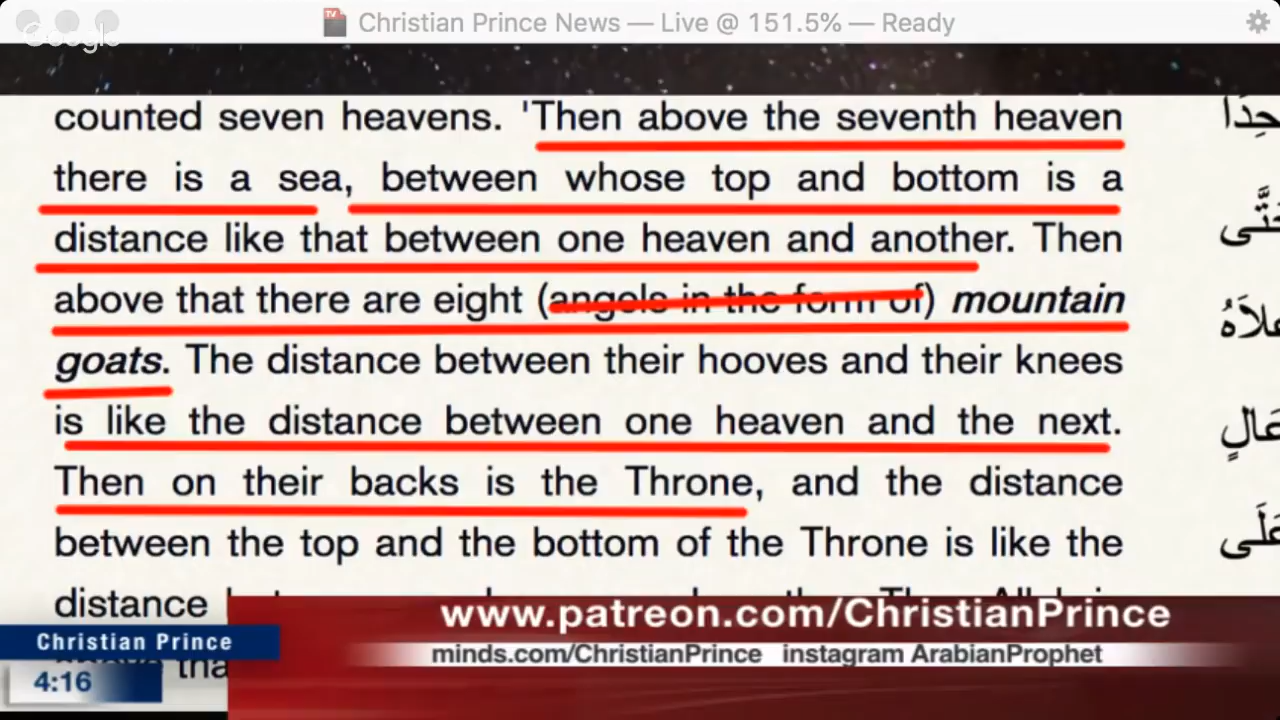 Christian Prince News — Live @ 151.5% — Ready
Google
counted seven heavens. 'Then above the seventh heaven
there is a sea, between whose top and bottom is a
distance like that between one heaven and another. Then
above that there are eight (angels in the form of) mountain
goats. The distance between their hooves and their knees
is like the distance between one heaven and the next.
Then on their backs is the Throne, and the distance
between the top and the bottom of the Throne is like the
distance
www.patreon.com/ChristianPrince
Christian Prince
minds.com/ChristianPrince instagram ArabianProphet
4:16